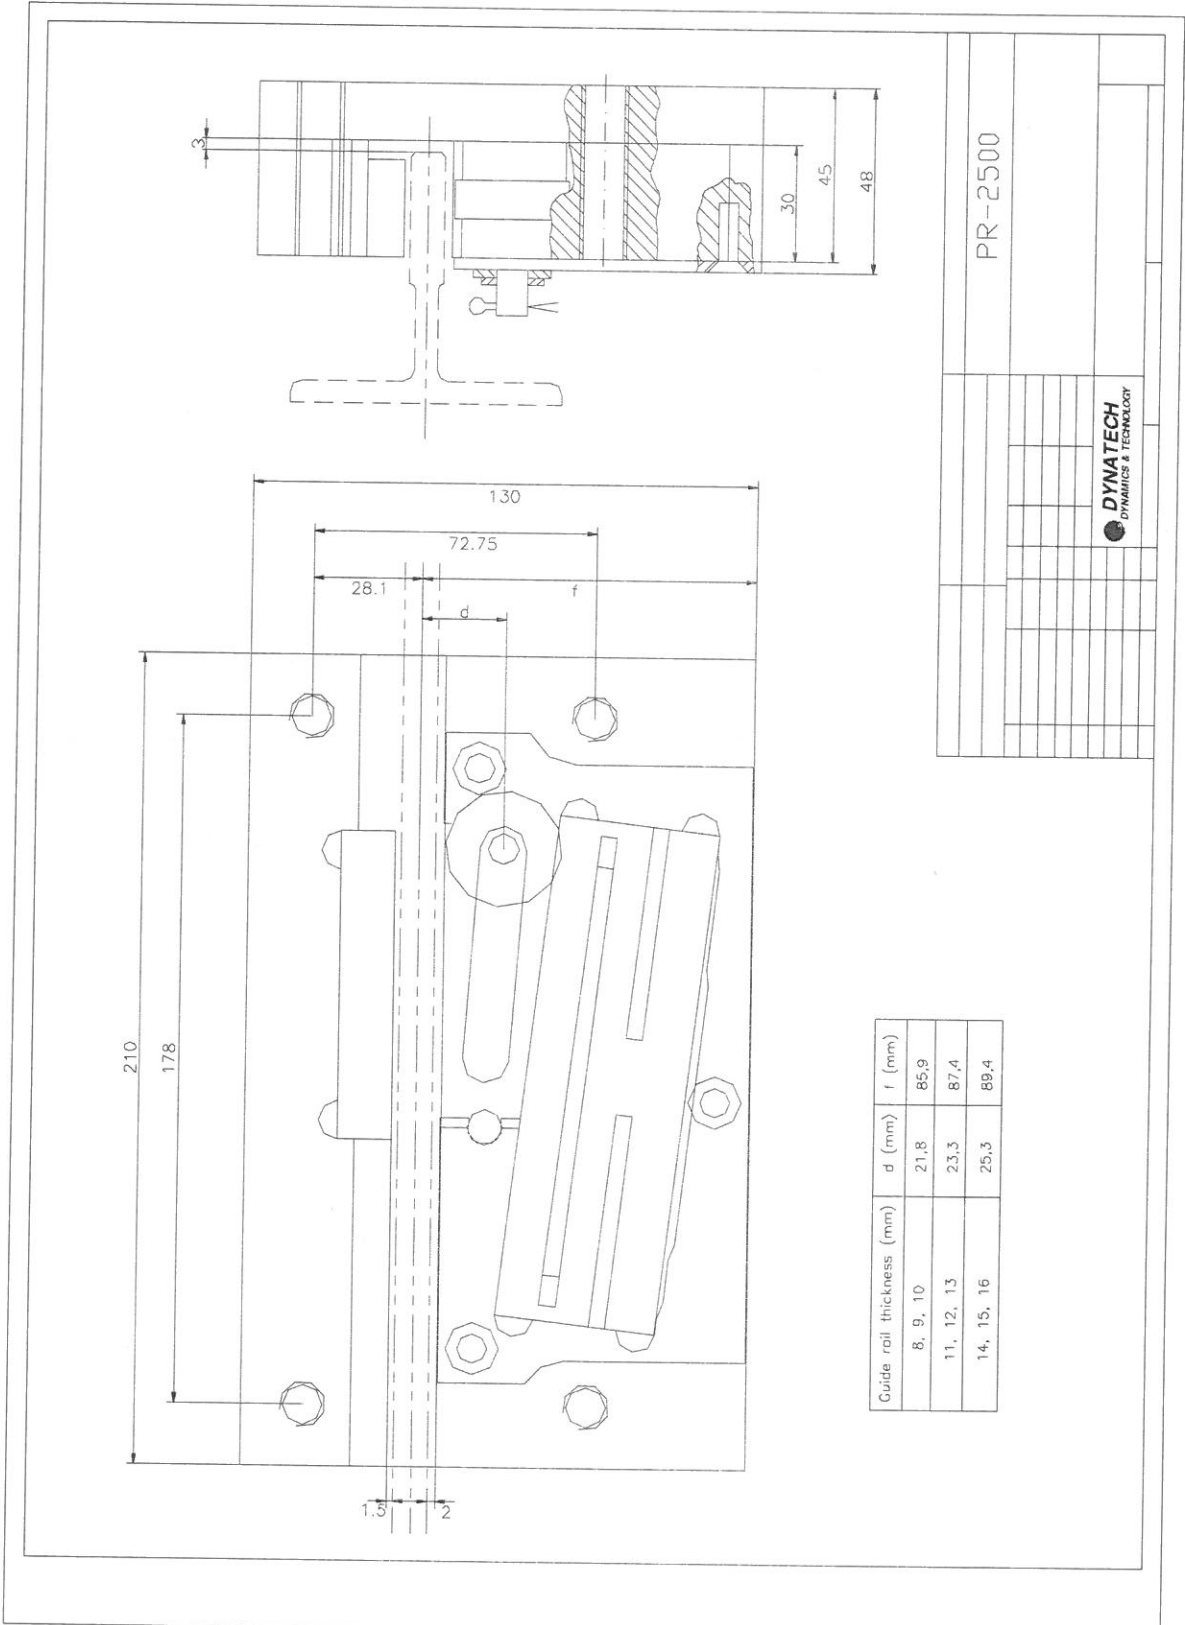 3
30
45
48
PR-2500
DYNATECH
DYNAMICS & TECHNOLOGY
130
72.75
28.1
f
d
210
178
1.5
2
Guide rail thickness (mm) d (mm) f (mm)
8, 9, 10 21,8 85,9
11, 12, 13 23,3 87,4
14, 15, 16 25,3 89,4